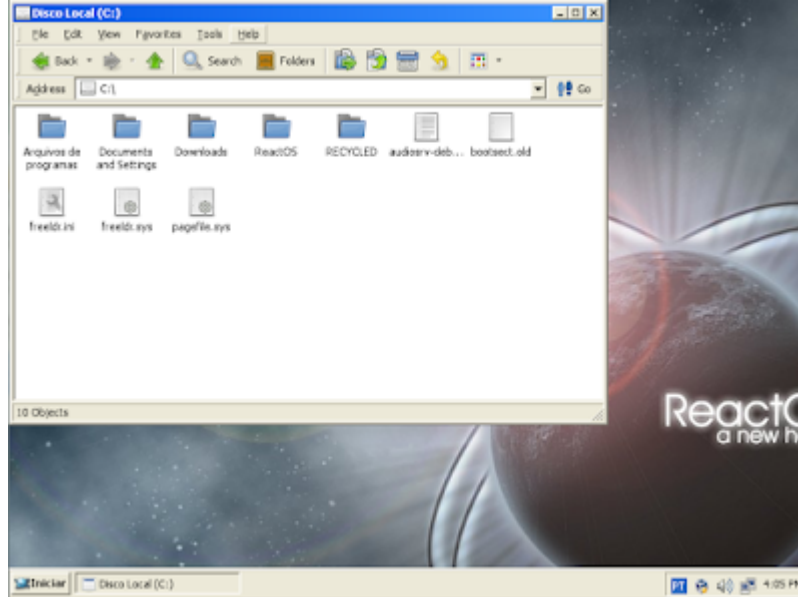 Disco Local (C:)
File Edit View Favorites Tools Help
Back Search Folders
Address C:\ Go
Arquivos de programas
Documents and Settings
Downloads
ReactOS
RECYCLED
audiosrv-deb...
bootsect.old
freeldr.ini
freeldr.sys
pagefile.sys
10 Objects
ReactO
a new h
Iniciar Disco Local (C:) PT 4:05 PM